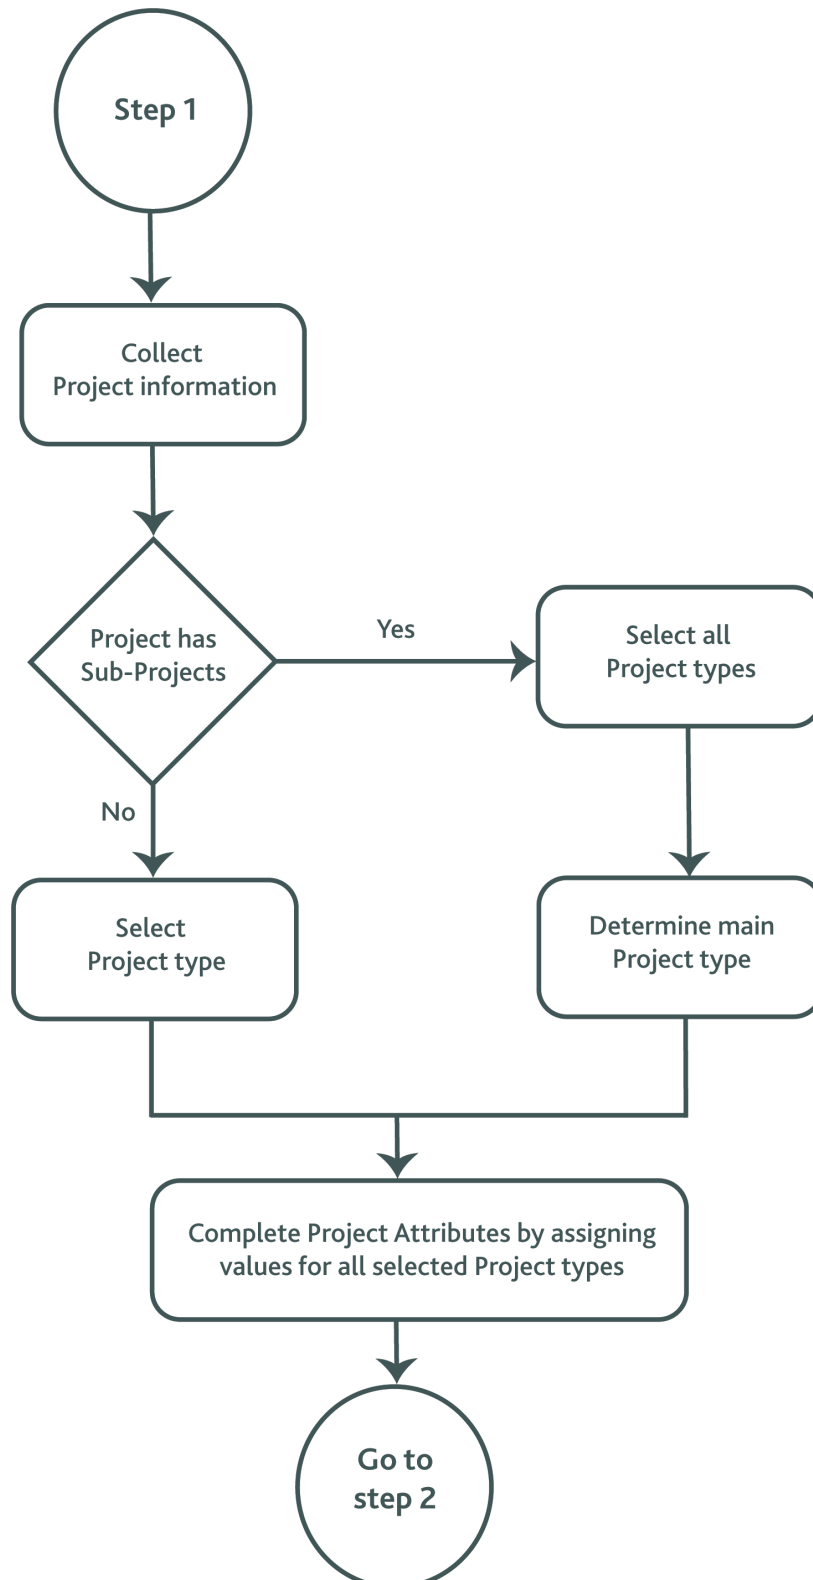 Step 1
Collect
Project information
Project has
Sub-Projects
Yes
Select all
Project types
No
Select
Project type
Determine main
Project type
Complete Project Attributes by assigning
values for all selected Project types
Go to
step 2